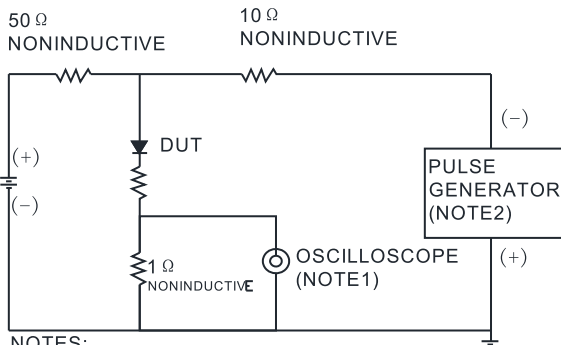 50 Ω
NONINDUCTIVE
10 Ω
NONINDUCTIVE
(−)
(+)
DUT
PULSE
GENERATOR
(NOTE2)
(−)
OSCILLOSCOPE
(NOTE1)
(+)
1 Ω
NONINDUCTIVE
NOTES: